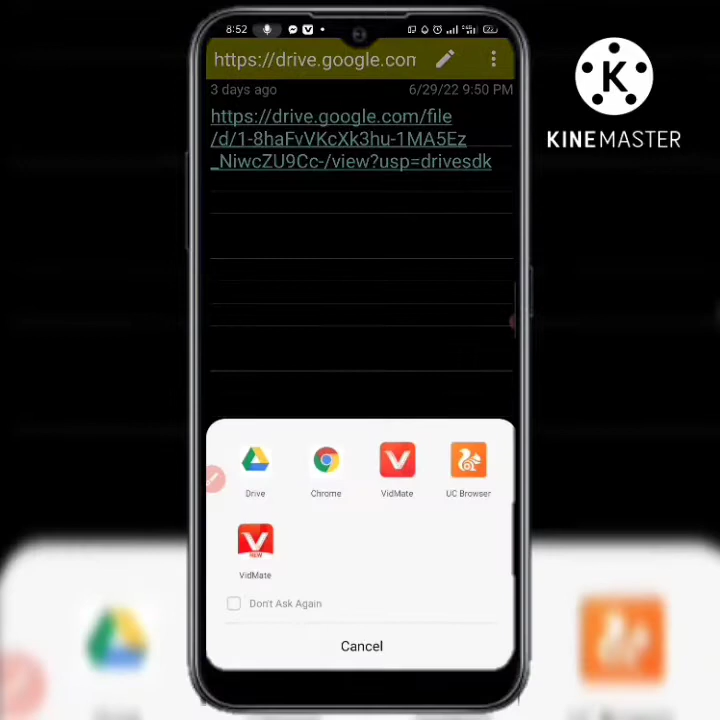 8:52
https://drive.google.com
3 days ago 6/29/22 9:50 PM
https://drive.google.com/file
/d/1-8haFvVKcXk3hu-1MA5Ez
_NiwcZU9Cc-/view?usp=drivesdk
K
KINEMASTER
Drive Chrome VidMate UC Browser
NEW
VidMate
Don't Ask Again
Cancel